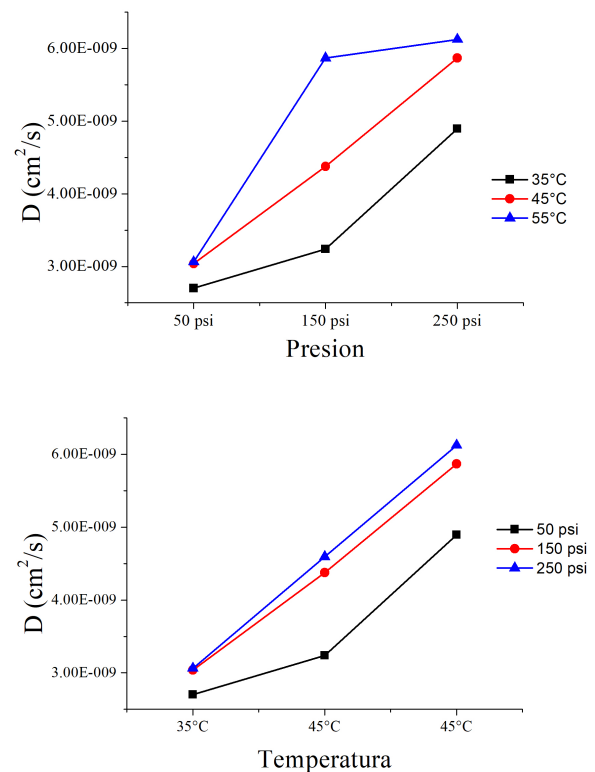 6.00E-009
5.00E-009
4.00E-009
3.00E-009
D (cm²/s)
35°C
45°C
55°C
50 psi 150 psi 250 psi
Presion
6.00E-009
5.00E-009
4.00E-009
3.00E-009
D (cm²/s)
50 psi
150 psi
250 psi
35°C 45°C 45°C
Temperatura